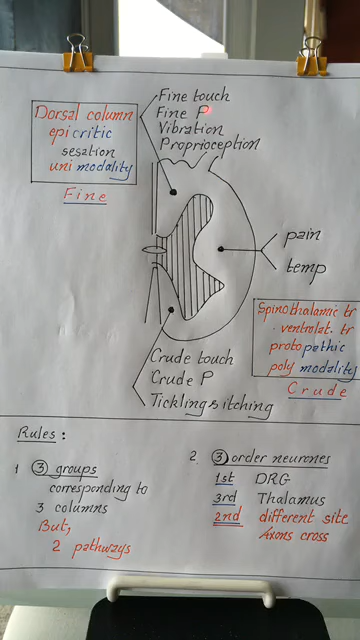 Fine touch
Fine P
Vibration
Proprioception
Dorsal column
epicritic
sesation
uni modality
Fine
pain
temp
Spinothalamic tr
. ventrolat. tr
proto pathic
poly modality
Crude
Crude touch
Crude P
Tickling & itching
Rules :
1 3 groups
corresponding to
3 columns
But,
2 pathways
2. 3 order neurones
1st DRG
3rd Thalamus
2nd different site
Axons cross